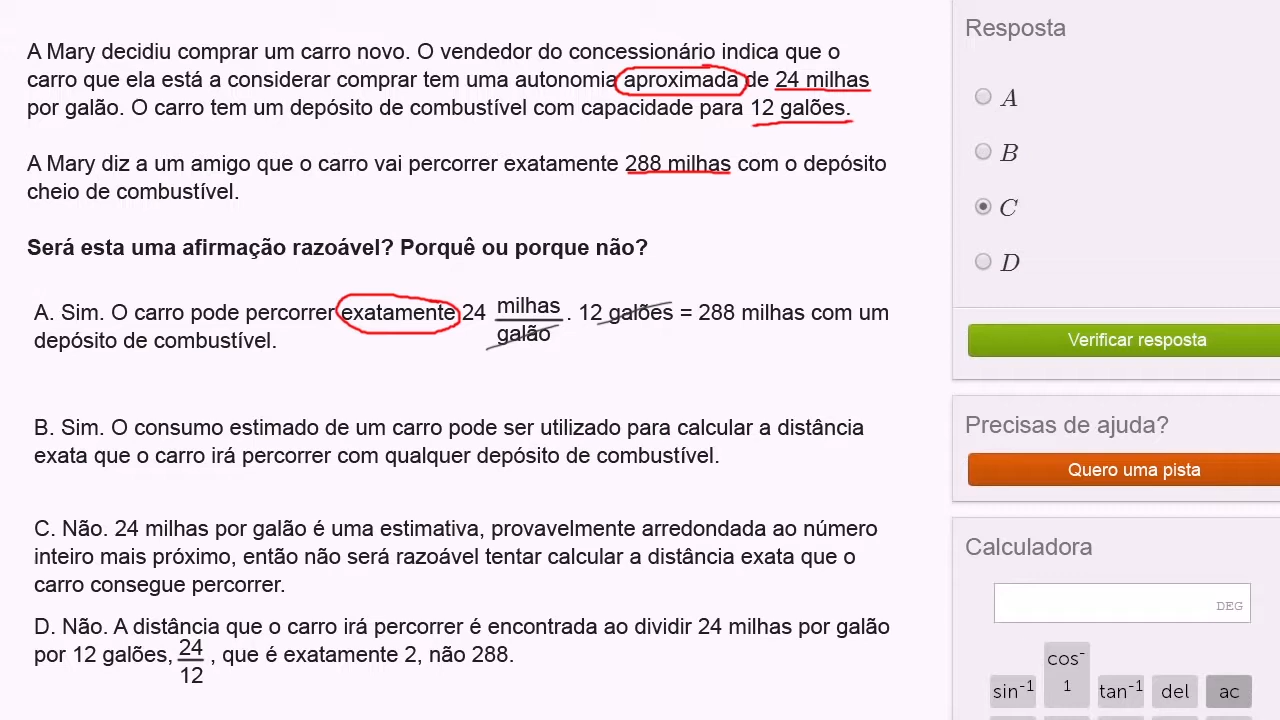 A Mary decidiu comprar um carro novo. O vendedor do concessionário indica que o
carro que ela está a considerar comprar tem uma autonomia aproximada de 24 milhas
por galão. O carro tem um depósito de combustível com capacidade para 12 galões.
A Mary diz a um amigo que o carro vai percorrer exatamente 288 milhas com o depósito
cheio de combustível.
Será esta uma afirmação razoável? Porquê ou porque não?
A. Sim. O carro pode percorrer exatamente 24 milhas/galão . 12 galões = 288 milhas com um
depósito de combustível.
B. Sim. O consumo estimado de um carro pode ser utilizado para calcular a distância
exata que o carro irá percorrer com qualquer depósito de combustível.
C. Não. 24 milhas por galão é uma estimativa, provavelmente arredondada ao número
inteiro mais próximo, então não será razoável tentar calcular a distância exata que o
carro consegue percorrer.
D. Não. A distância que o carro irá percorrer é encontrada ao dividir 24 milhas por galão
por 12 galões, 24/12 , que é exatamente 2, não 288.
Resposta
A
B
C
D
Verificar resposta
Precisas de ajuda?
Quero uma pista
Calculadora
DEG
sin-1 cos-1 tan-1 del ac